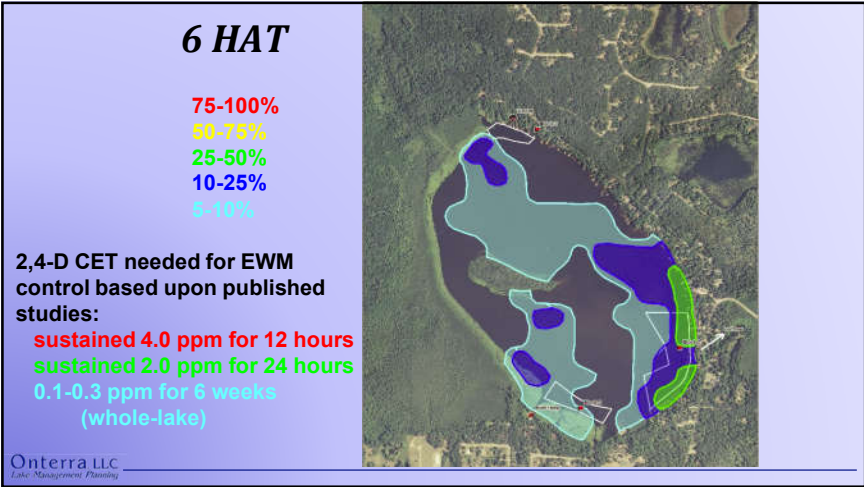 6 HAT
75-100%
50-75%
25-50%
10-25%
5-10%
2,4-D CET needed for EWM
control based upon published
studies:
sustained 4.0 ppm for 12 hours
sustained 2.0 ppm for 24 hours
0.1-0.3 ppm for 6 weeks
(whole-lake)
Onterra LLC
Lake Management Planning